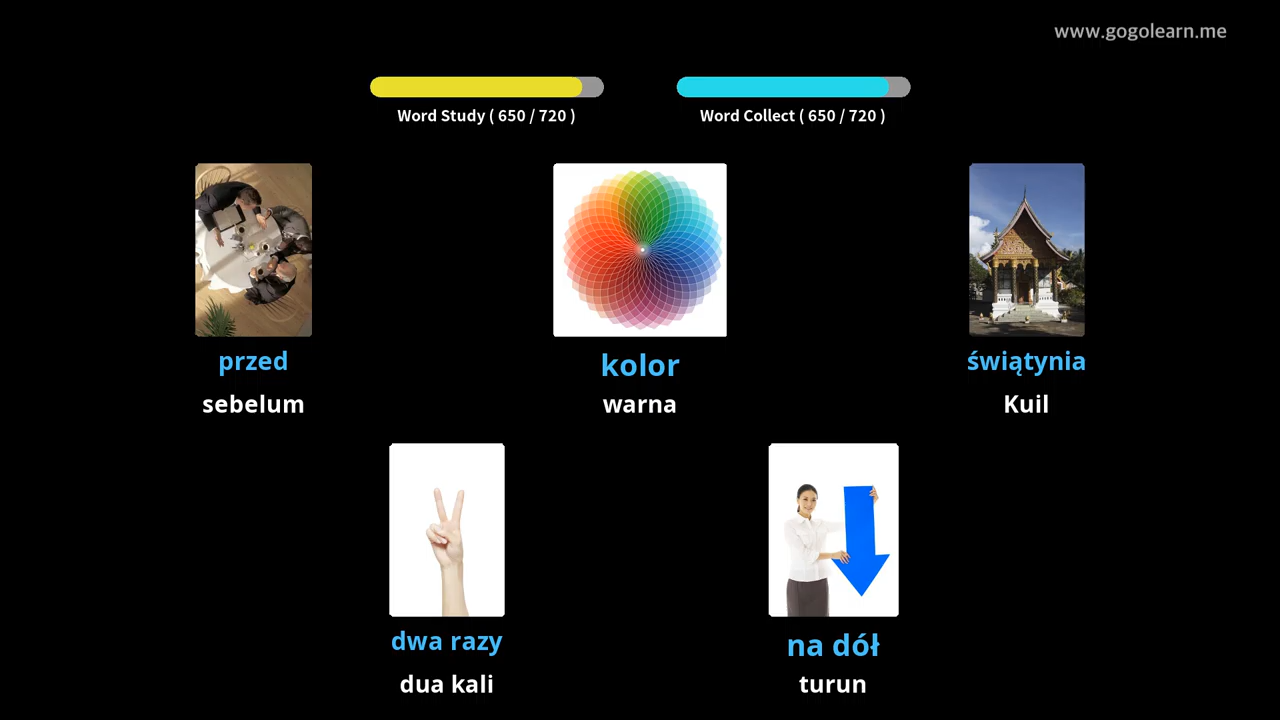 www.gogolearn.me
Word Study ( 650 / 720 )
Word Collect ( 650 / 720 )
przed
kolor
świątynia
sebelum
warna
Kuil
dwa razy
na dół
dua kali
turun